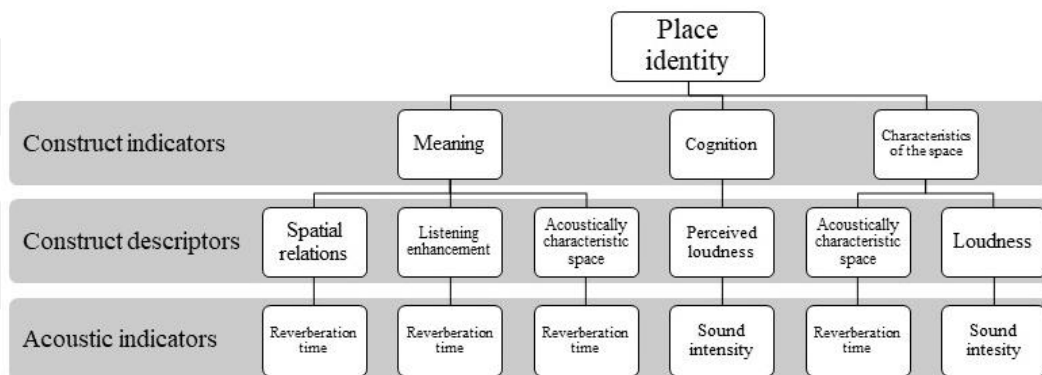 Place
identity
Construct indicators
Meaning
Cognition
Characteristics
of the space
Construct descriptors
Spatial
relations
Listening
enhancement
Acoustically
characteristic
space
Perceived
loudness
Acoustically
characteristic
space
Loudness
Acoustic indicators
Reverberation
time
Reverberation
time
Reverberation
time
Sound
intensity
Reverberation
time
Sound
intesity